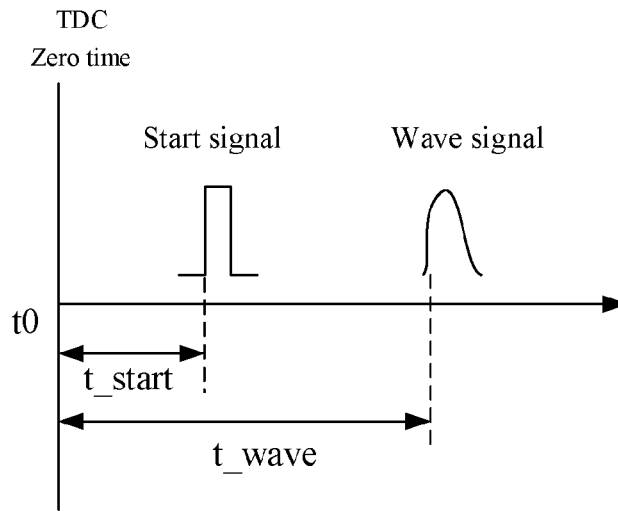 TDC
Zero time
Start signal
Wave signal
t0
t_start
t_wave